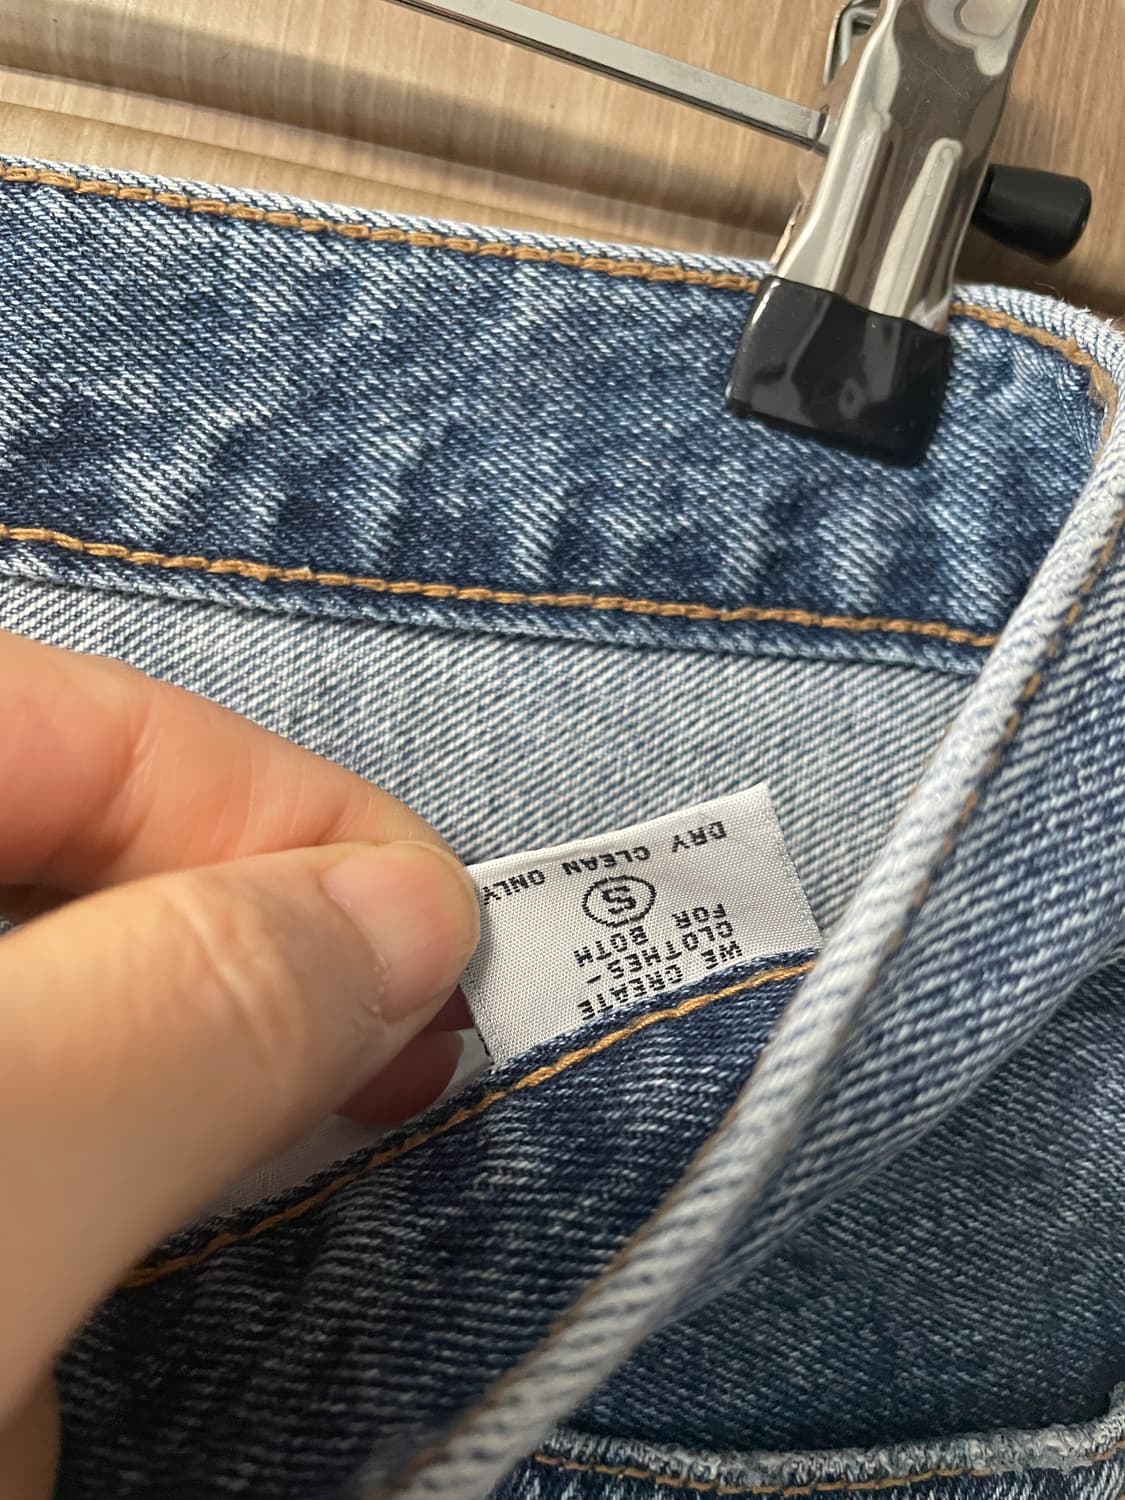 WE CREATE
CLOTHES-
FOR BOTH
S
DRY CLEAN ONLY